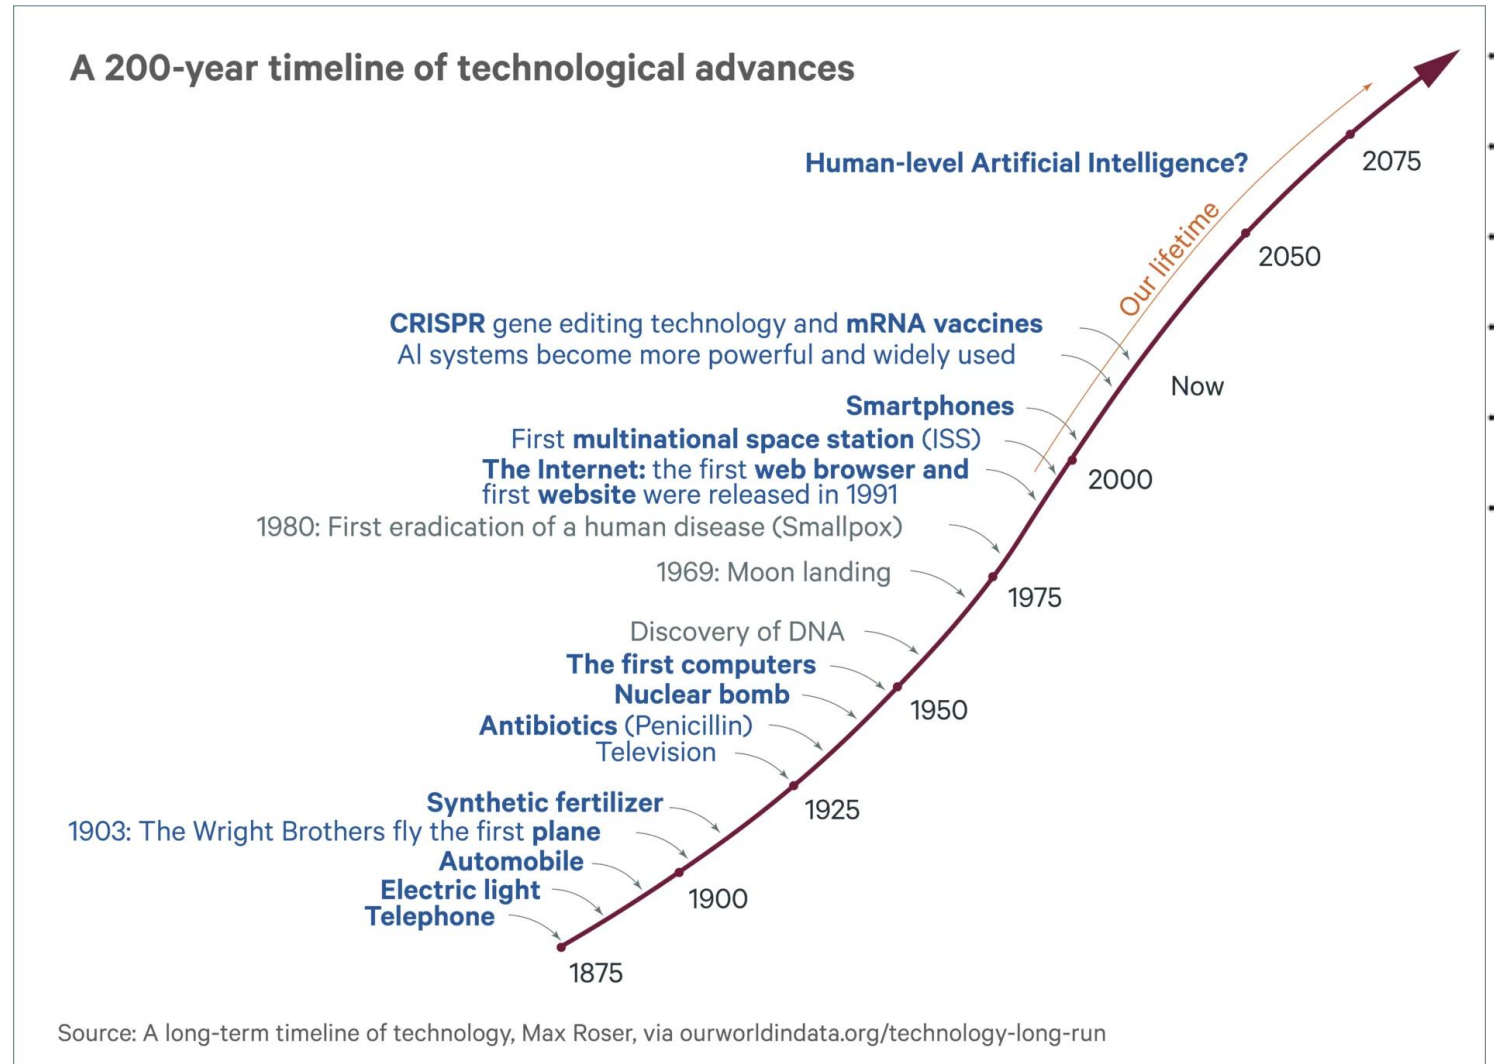 A 200-year timeline of technological advances
Human-level Artificial Intelligence?
2075
Our lifetime
2050
CRISPR gene editing technology and mRNA vaccines
AI systems become more powerful and widely used
Now
Smartphones
First multinational space station (ISS)
The Internet: the first web browser and
first website were released in 1991
2000
1980: First eradication of a human disease (Smallpox)
1969: Moon landing
1975
Discovery of DNA
The first computers
Nuclear bomb
1950
Antibiotics (Penicillin)
Television
1925
Synthetic fertilizer
1903: The Wright Brothers fly the first plane
Automobile
Electric light
1900
Telephone
1875
Source: A long-term timeline of technology, Max Roser, via ourworldindata.org/technology-long-run